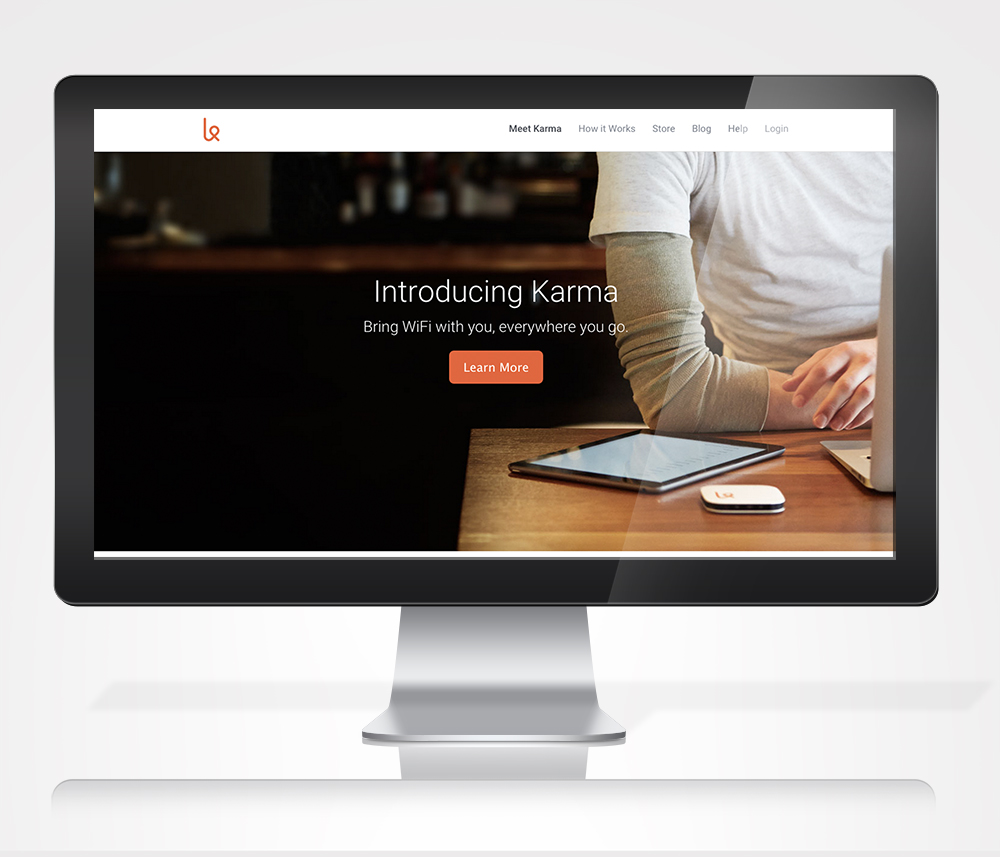 Meet Karma How it Works Store Blog Help Login
Introducing Karma
Bring WiFi with you, everywhere you go.
Learn More